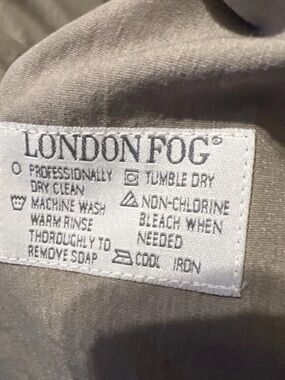 LONDON FOG®
PROFESSIONALLY
DRY CLEAN
MACHINE WASH
WARM RINSE
THOROUGHLY TO
REMOVE SOAP
TUMBLE DRY
NON-CHLORINE
BLEACH WHEN
NEEDED
COOL IRON